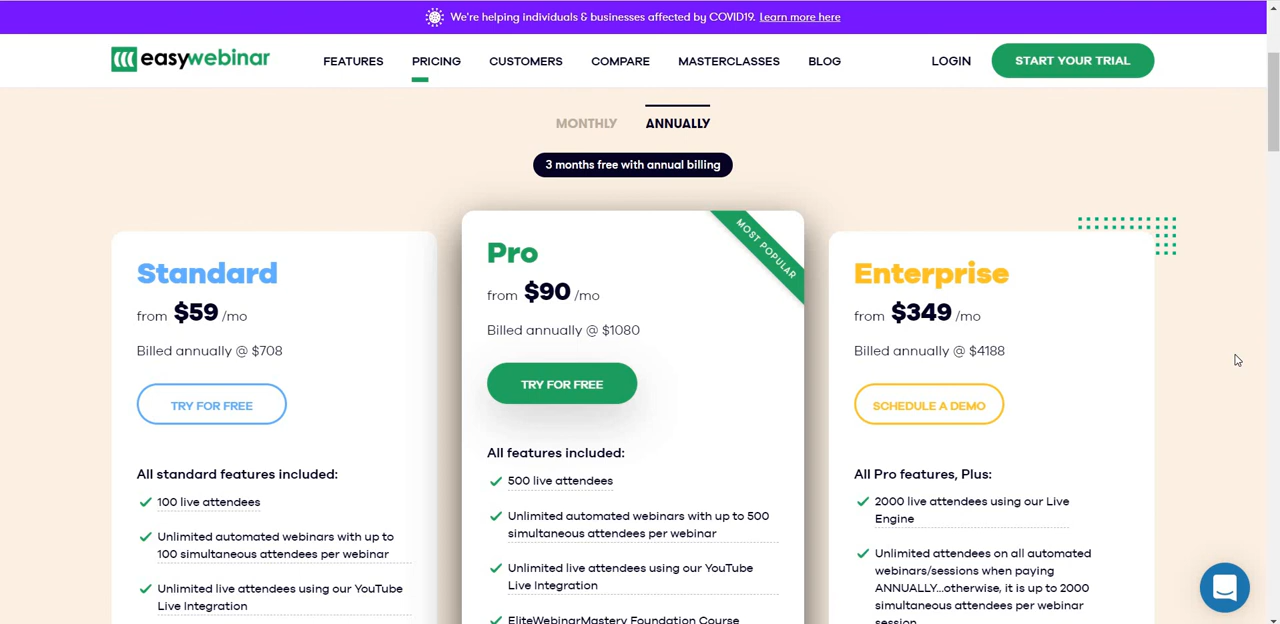 We're helping individuals & businesses affected by COVID19. Learn more here
easywebinar
FEATURES
PRICING
CUSTOMERS
COMPARE
MASTERCLASSES
BLOG
LOGIN
START YOUR TRIAL
MONTHLY
ANNUALLY
3 months free with annual billing
Standard
from $59 /mo
Billed annually @ $708
TRY FOR FREE
All standard features included:
100 live attendees
Unlimited automated webinars with up to
100 simultaneous attendees per webinar
Unlimited live attendees using our YouTube
Live Integration
MOST POPULAR
Pro
from $90 /mo
Billed annually @ $1080
TRY FOR FREE
All features included:
500 live attendees
Unlimited automated webinars with up to 500
simultaneous attendees per webinar
Unlimited live attendees using our YouTube
Live Integration
EliteWebinarMastery Foundation Course
Enterprise
from $349 /mo
Billed annually @ $4188
SCHEDULE A DEMO
All Pro features, Plus:
2000 live attendees using our Live
Engine
Unlimited attendees on all automated
webinars/sessions when paying
ANNUALLY...otherwise, it is up to 2000
simultaneous attendees per webinar
session